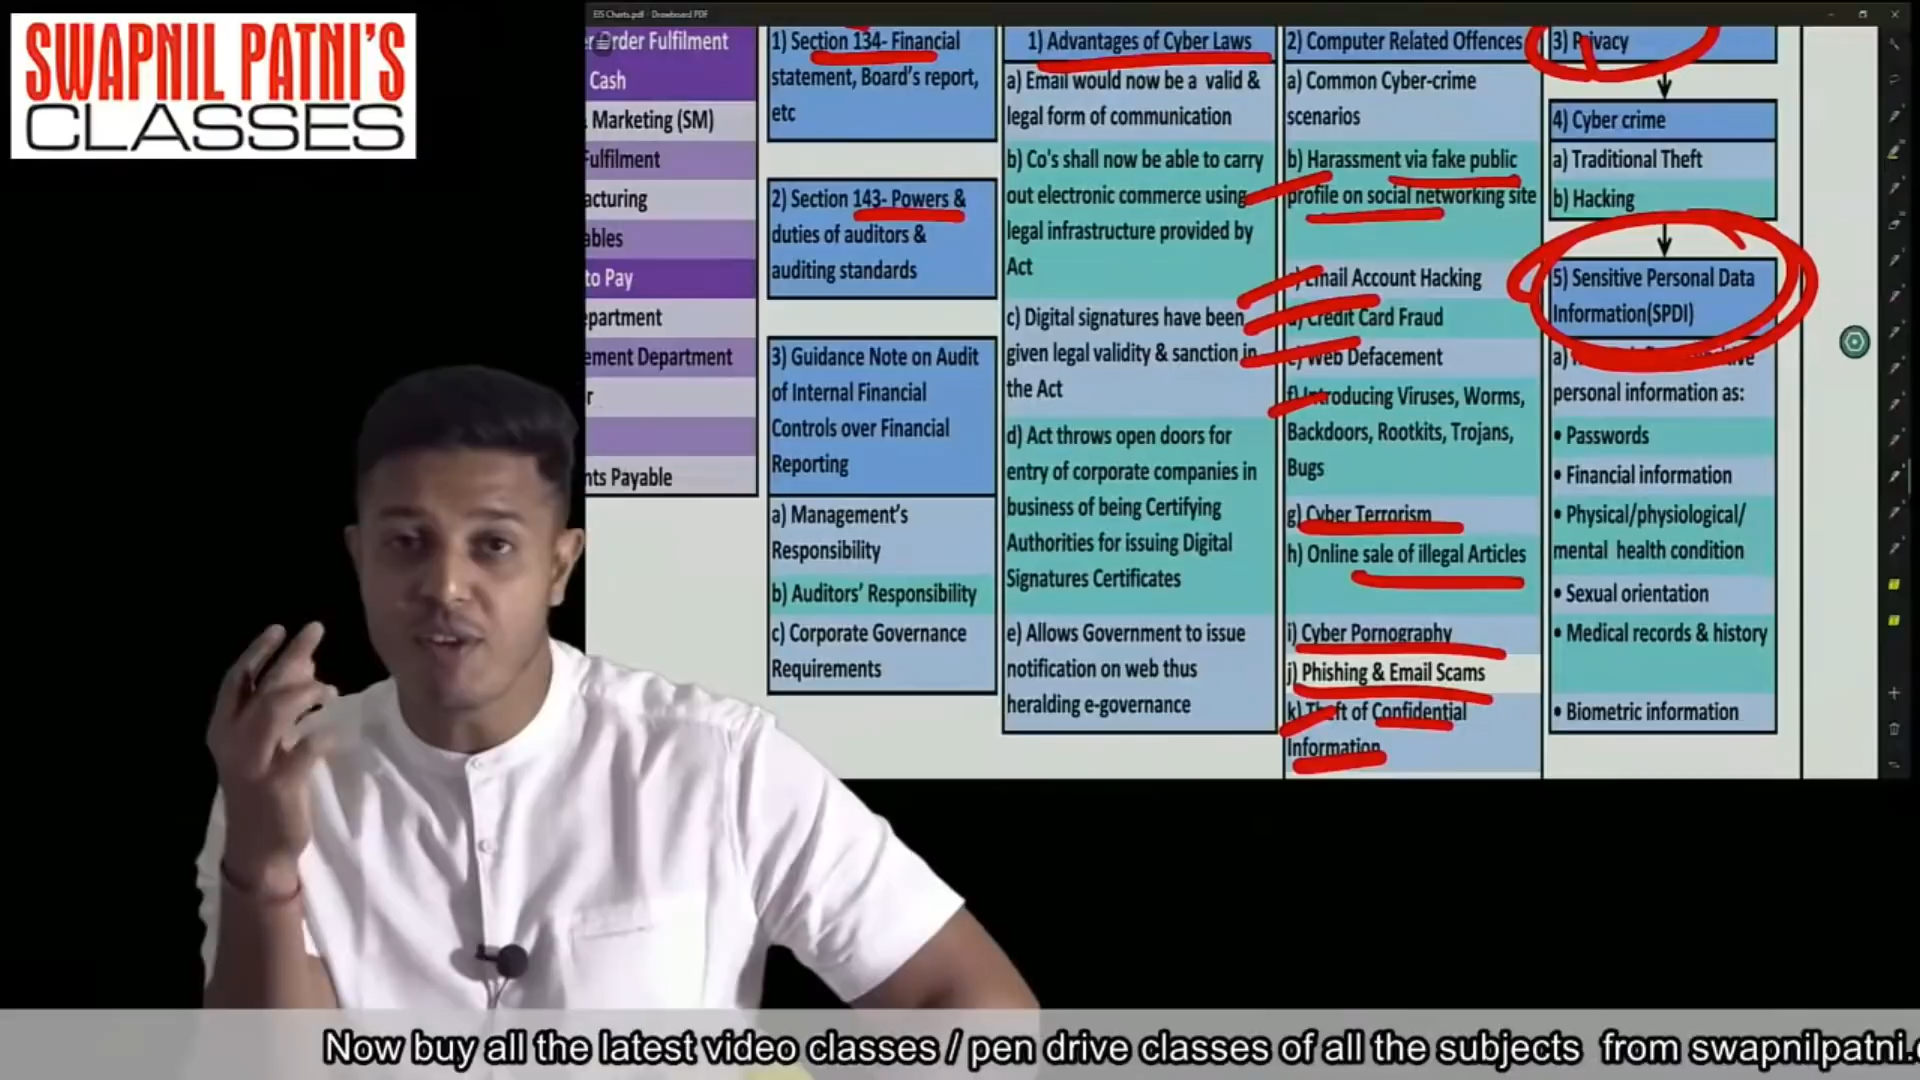 SWAPNIL PATNI'S
CLASSES
EIS Charts.pdf - Drawboard PDF
Order Fulfilment
Cash
Marketing (SM)
Fulfilment
to Pay
Department
1) Section 134- Financial
statement, Board's report,
etc
2) Section 143- Powers &
duties of auditors &
auditing standards
3) Guidance Note on Audit
of Internal Financial
Controls over Financial
Reporting
a) Management's
Responsibility
b) Auditors' Responsibility
c) Corporate Governance
Requirements
1) Advantages of Cyber Laws
a) Email would now be a valid &
legal form of communication
b) Co's shall now be able to carry
out electronic commerce using
legal infrastructure provided by
Act
c) Digital signatures have been
given legal validity & sanction in
the Act
d) Act throws open doors for
entry of corporate companies in
business of being Certifying
Authorities for issuing Digital
Signatures Certificates
e) Allows Government to issue
notification on web thus
heralding e-governance
2) Computer Related Offences
a) Common Cyber-crime
scenarios
b) Harassment via fake public
profile on social networking site
Email Account Hacking
Credit Card Fraud
Web Defacement
f) Introducing Viruses, Worms,
Backdoors, Rootkits, Trojans,
Bugs
g) Cyber Terrorism
h) Online sale of illegal Articles
i) Cyber Pornography
j) Phishing & Email Scams
k) Theft of Confidential
Information
3) Privacy
4) Cyber crime
a) Traditional Theft
b) Hacking
5) Sensitive Personal Data
Information(SPDI)
a)
personal information as:
• Passwords
• Financial information
• Physical/physiological/
mental health condition
• Sexual orientation
• Medical records & history
• Biometric information
Now buy all the latest video classes / pen drive classes of all the subjects from swapnilpatni.